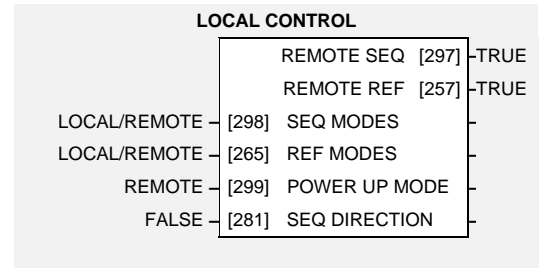 LOCAL CONTROL
REMOTE SEQ [297] TRUE
REMOTE REF [257] TRUE
LOCAL/REMOTE [298] SEQ MODES
LOCAL/REMOTE [265] REF MODES
REMOTE [299] POWER UP MODE
FALSE [281] SEQ DIRECTION